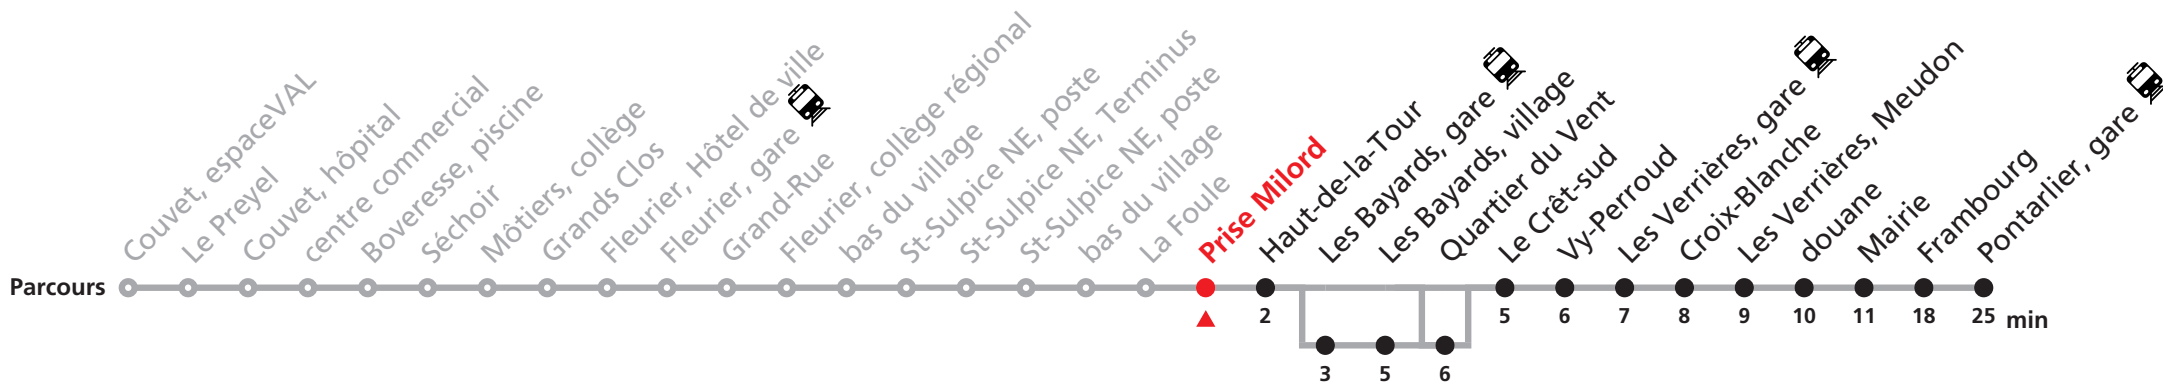 Couvet, espaceVAL
Le Preyel
Couvet, hôpital
centre commercial
Boveresse, piscine
Séchoir
Môtiers, collège
Grands Clos
Fleurier, Hôtel de ville
Fleurier, gare
Grand-Rue
Fleurier, collège régional
bas du village
St-Sulpice NE, poste
St-Sulpice NE, Terminus
St-Sulpice NE, poste
bas du village
La Foule
Prise Milord
Haut-de-la-Tour
Les Bayards, gare
Les Bayards, village
Quartier du Vent
Le Crêt-sud
Vy-Perroud
Les Verrières, gare
Croix-Blanche
Les Verrières, Meudon
douane
Mairie
Frambourg
Pontarlier, gare
Parcours
2 5 6 7 8 9 10 11 18 25 min
3 5 6